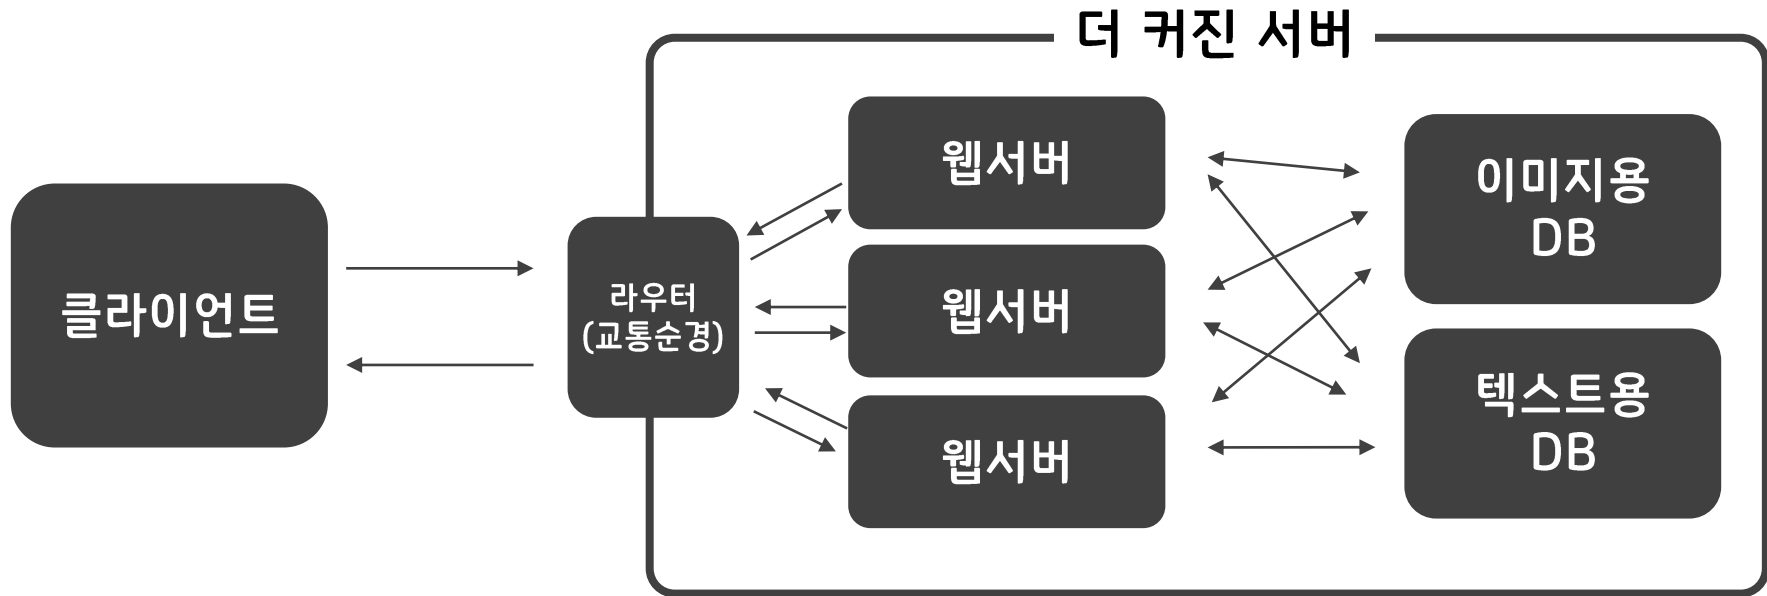 더 커진 서버
클라이언트
라우터
(교통순경)
웹서버
웹서버
웹서버
이미지용
DB
텍스트용
DB